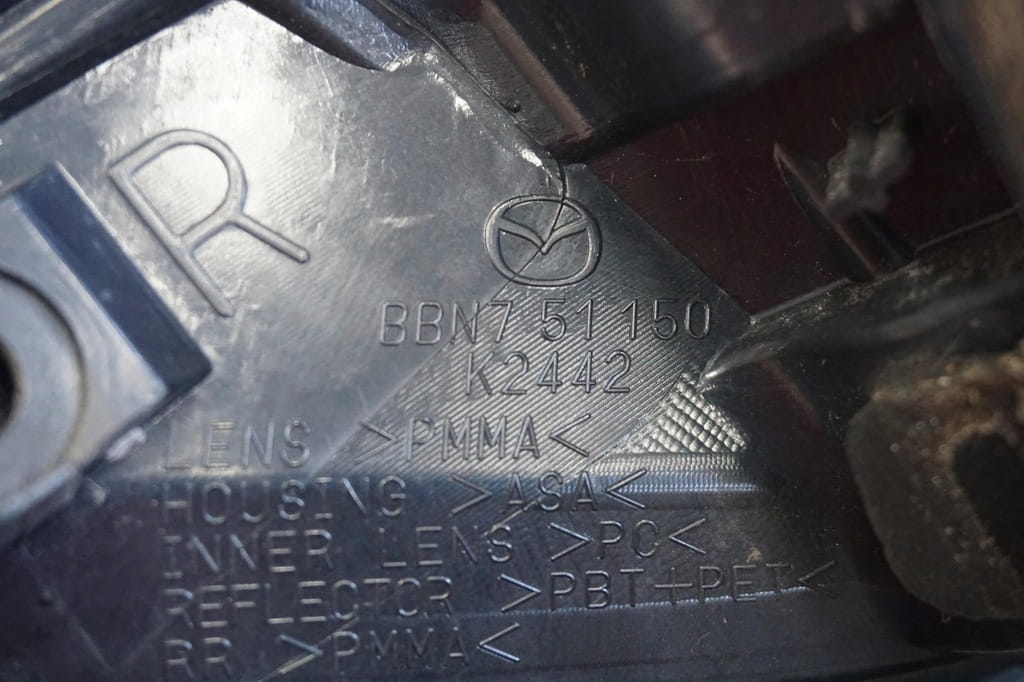 R
BBN7 51 150
K2442
LENS >PMMA<
HOUSING >ASA<
INNER LENS >PC<
REFLECTOR >PBT+PET<
RR >PMMA<